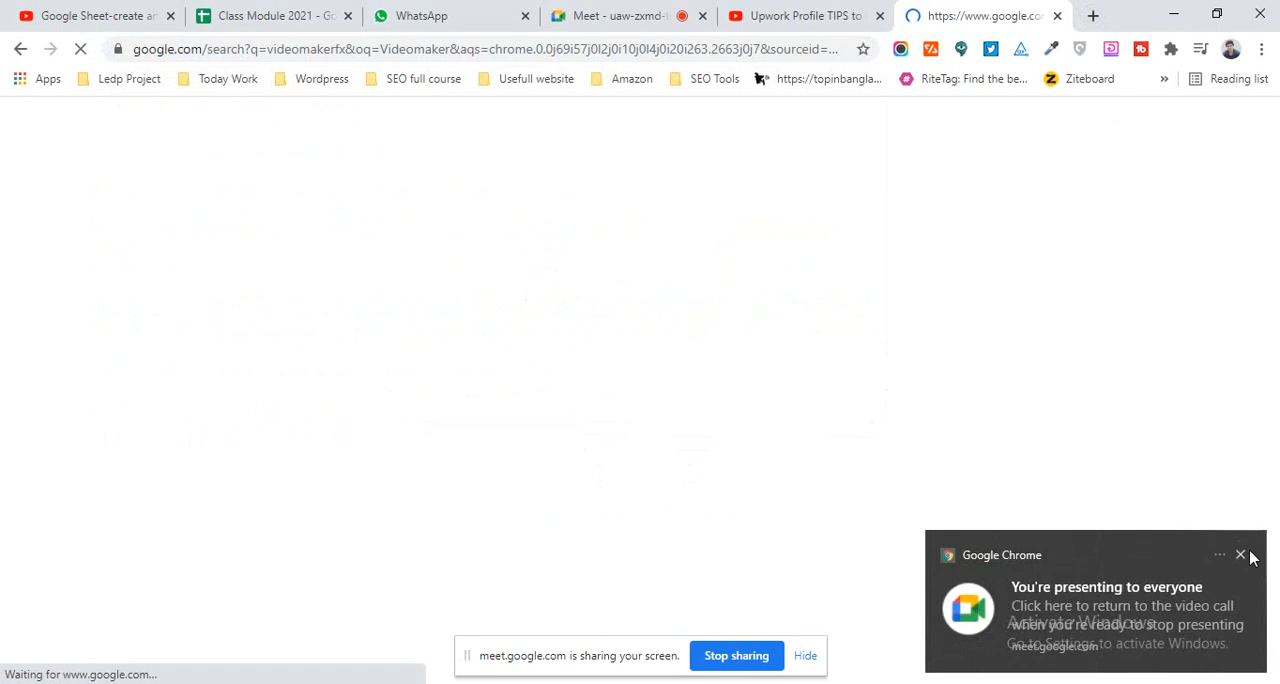 Google Sheet-create an
Class Module 2021 - Go
WhatsApp
Meet - uaw-zxmd-t
Upwork Profile TIPS to
https://www.google.co
google.com/search?q=videomakerfx&oq=Videomaker&aqs=chrome.0.0j69i57j0l2j0i10j0l4j0i20i263.2663j0j7&sourceid=...
Apps
Ledp Project
Today Work
Wordpress
SEO full course
Usefull website
Amazon
SEO Tools
https://topinbangla...
RiteTag: Find the be...
Ziteboard
»
Reading list
Google Chrome
You're presenting to everyone
Click here to return to the video call
when you're ready to stop presenting
meet.google.com
Activate Windows
Go to Settings to activate Windows.
meet.google.com is sharing your screen.
Stop sharing
Hide
Waiting for www.google.com...